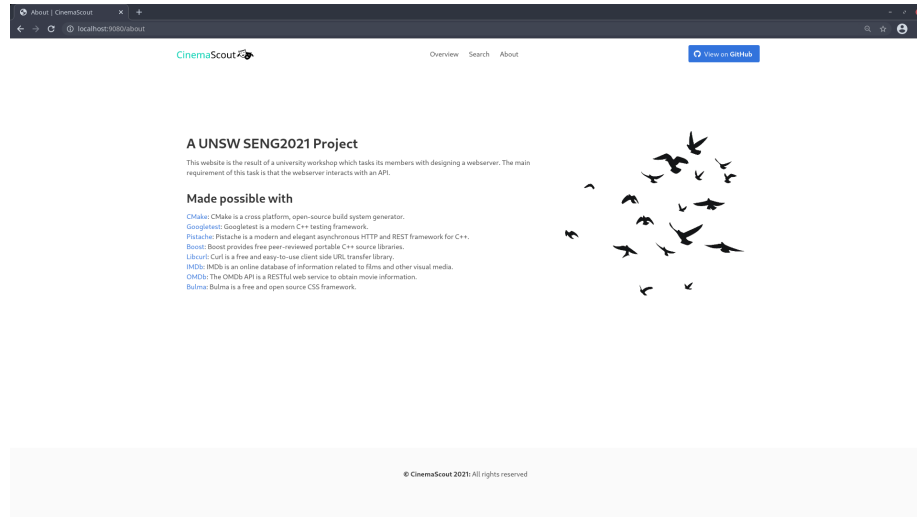 About | CinemaScout
localhost:9080/about
CinemaScout
Overview Search About
View on GitHub
A UNSW SENG2021 Project
This website is the result of a university workshop which tasks its members with designing a webserver. The main
requirement of this task is that the webserver interacts with an API.
Made possible with
CMake: CMake is a cross platform, open-source build system generator.
Googletest: Googletest is a modern C++ testing framework.
Pistache: Pistache is a modern and elegant asynchronous HTTP and REST framework for C++.
Boost: Boost provides free peer-reviewed portable C++ source libraries.
Libcurl: Curl is a free and easy-to-use client side URL transfer library.
IMDb: IMDb is an online database of information related to films and other visual media.
OMDb: The OMDb API is a RESTful web service to obtain movie information.
Bulma: Bulma is a free and open source CSS framework.
© CinemaScout 2021: All rights reserved